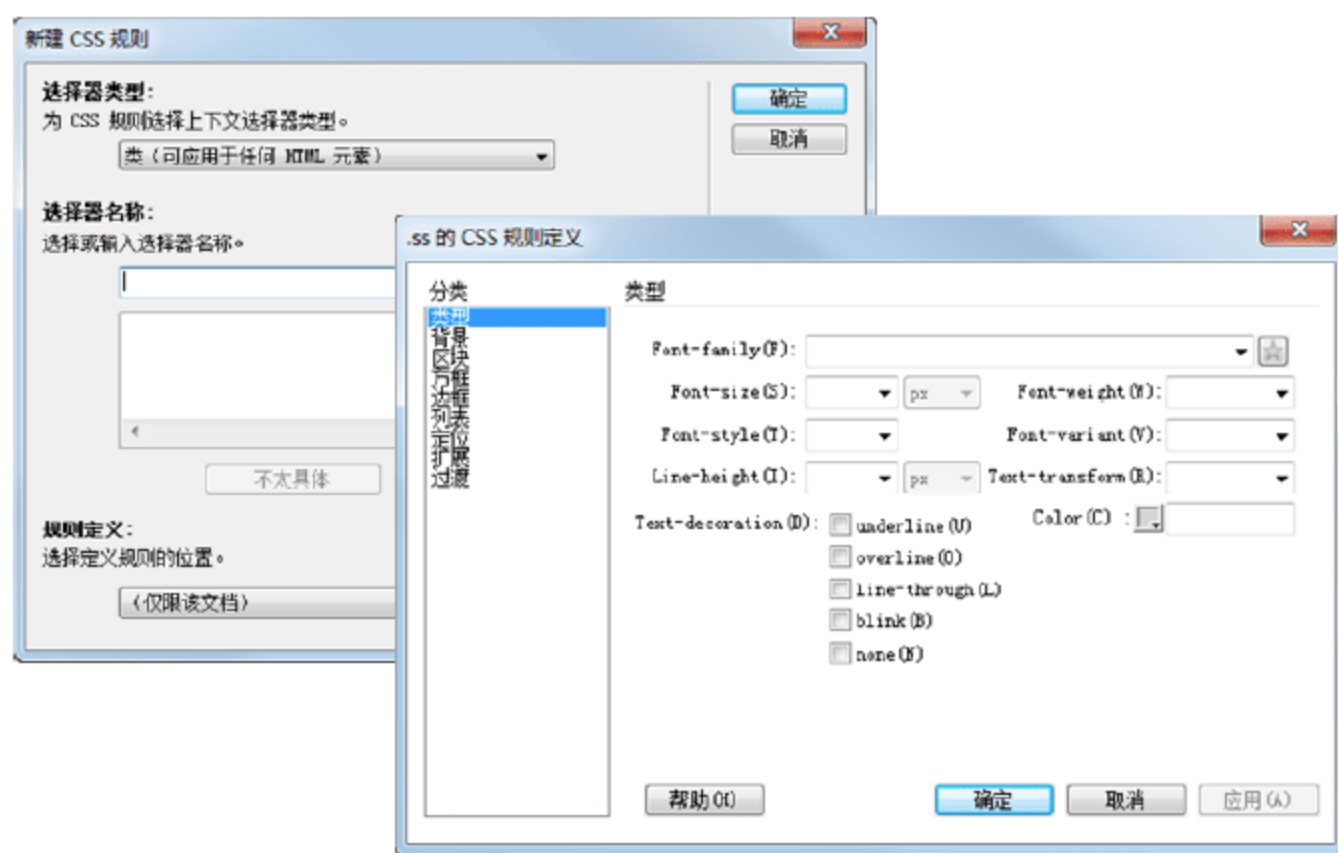 新建 CSS 规则
选择器类型:
为 CSS 规则选择上下文选择器类型。
类(可应用于任何 HTML 元素)
确定
取消
选择器名称:
选择或输入选择器名称。
不太具体
规则定义:
选择定义规则的位置。
(仅限该文档)
.ss 的 CSS 规则定义
分类
类型
背景
区块
方框
边框
列表
定位
扩展
过渡
类型
Font-family(F):
Font-size(S): px Font-weight(W):
Font-style(T): Font-variant(V):
Line-height(I): px Text-transform(R):
Text-decoration(D): underline(U) Color(C) :
overline(O)
line-through(L)
blink(B)
none(N)
帮助(H) 确定 取消 应用(A)